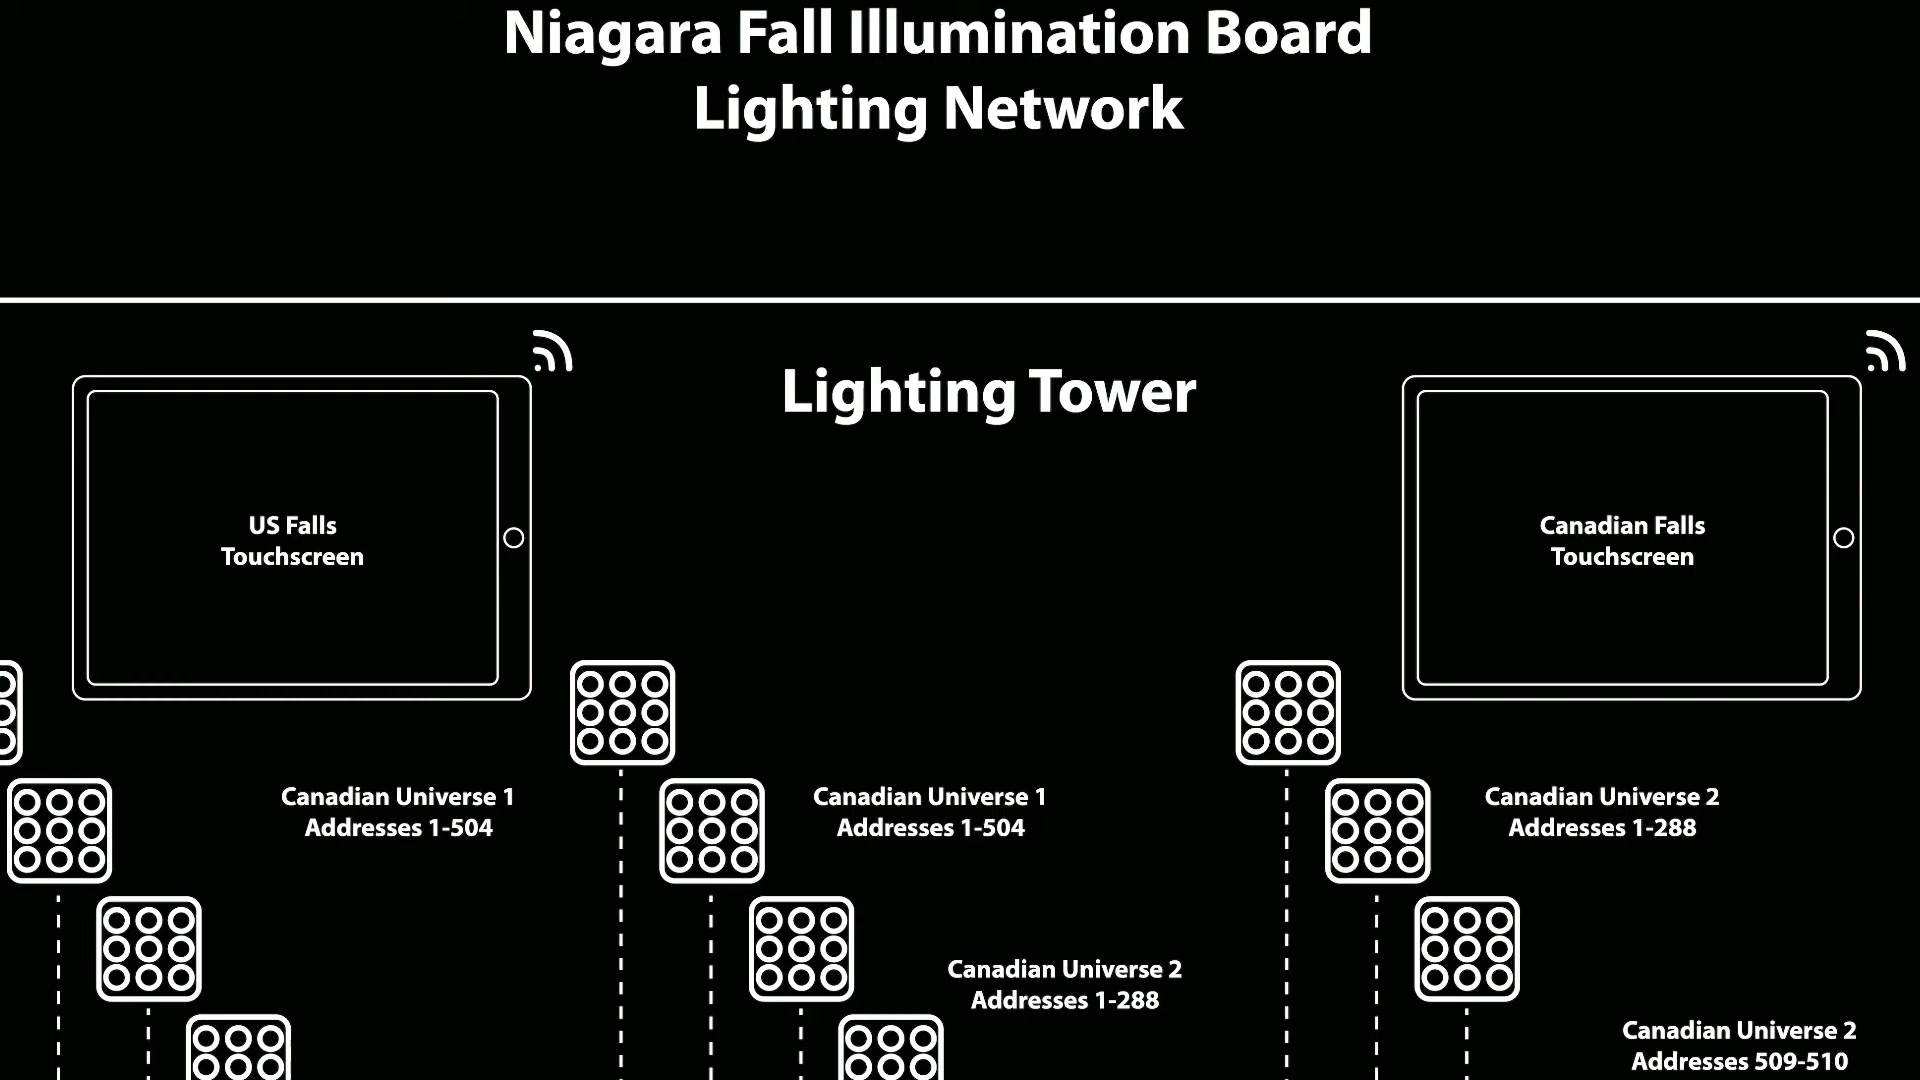 Niagara Fall Illumination Board
Lighting Network
Lighting Tower
US Falls
Touchscreen
Canadian Falls
Touchscreen
Canadian Universe 1
Addresses 1-504
Canadian Universe 1
Addresses 1-504
Canadian Universe 2
Addresses 1-288
Canadian Universe 2
Addresses 1-288
Canadian Universe 2
Addresses 509-510